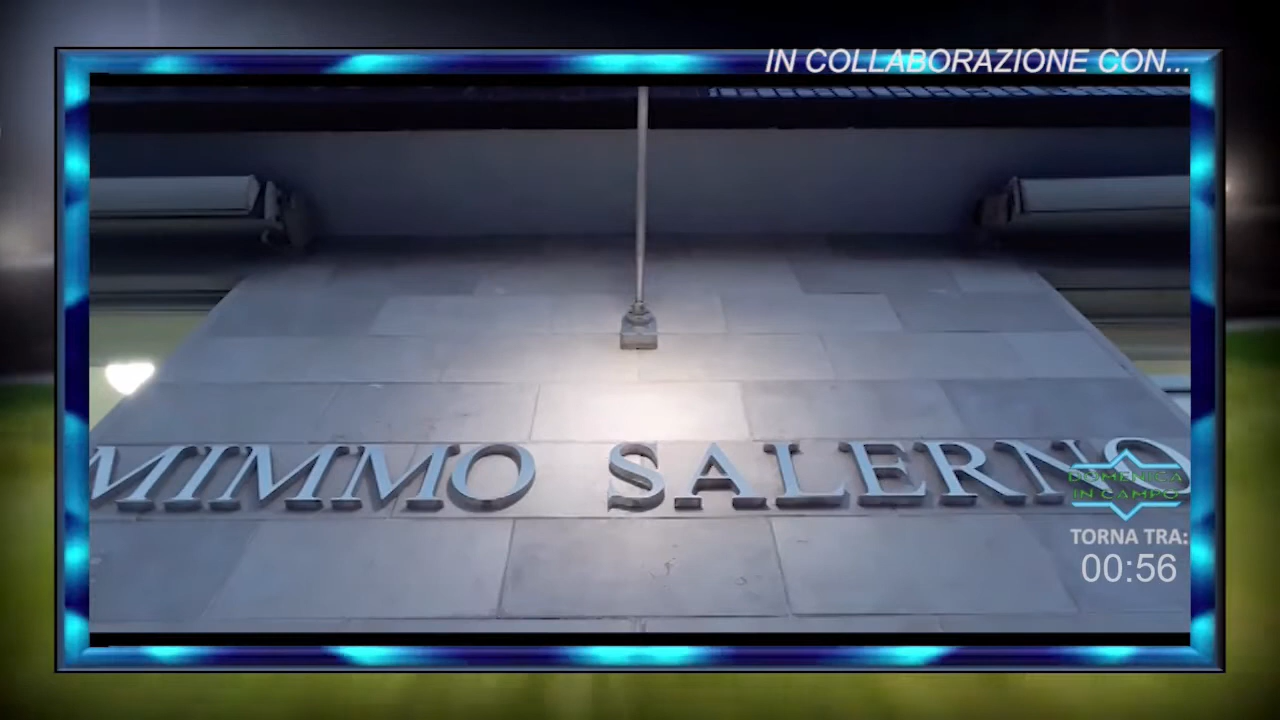 IN COLLABORAZIONE CON...
MIMMO SALERNO
DOMENICA
IN CAMPO
TORNA TRA:
00:56